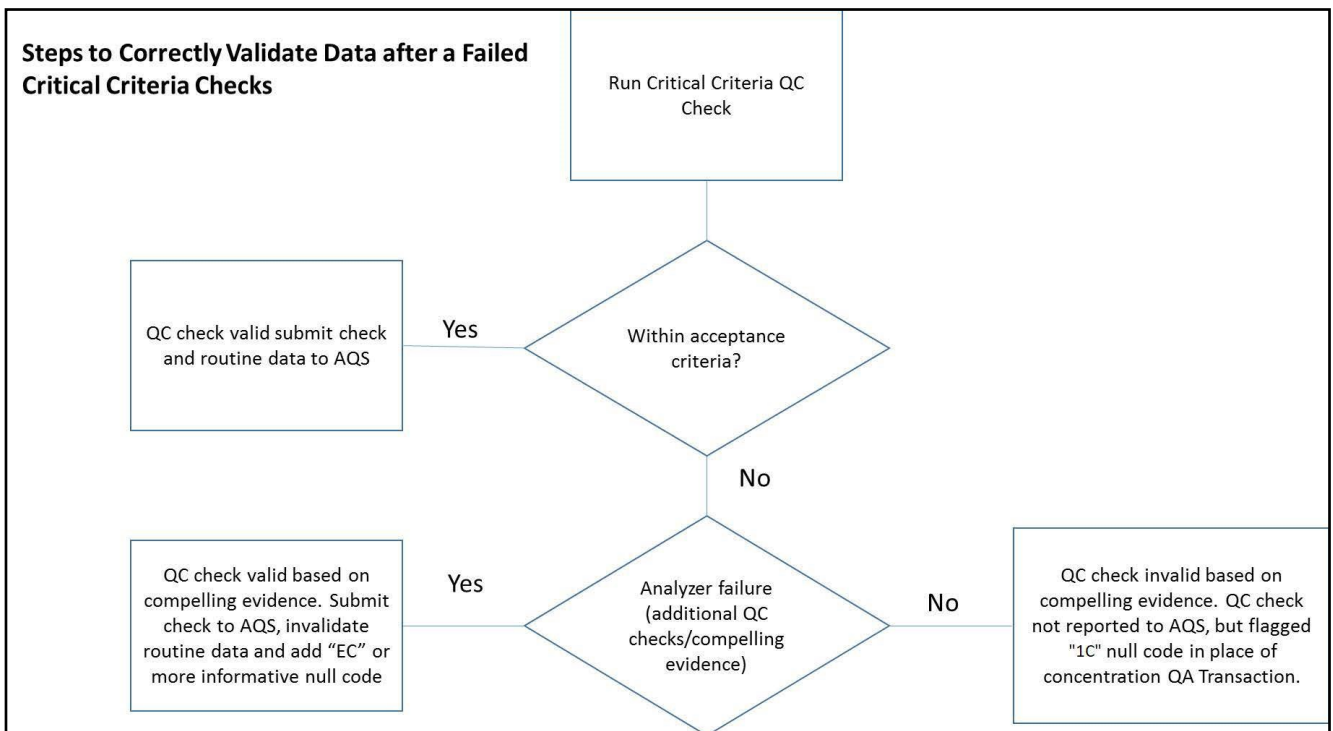 Steps to Correctly Validate Data after a Failed
Critical Criteria Checks
Run Critical Criteria QC
Check
Within acceptance
criteria?
Yes
QC check valid submit check
and routine data to AQS
No
Analyzer failure
(additional QC
checks/compelling
evidence)
Yes
QC check valid based on
compelling evidence. Submit
check to AQS, invalidate
routine data and add “EC” or
more informative null code
No
QC check invalid based on
compelling evidence. QC check
not reported to AQS, but flagged
"1C" null code in place of
concentration QA Transaction.